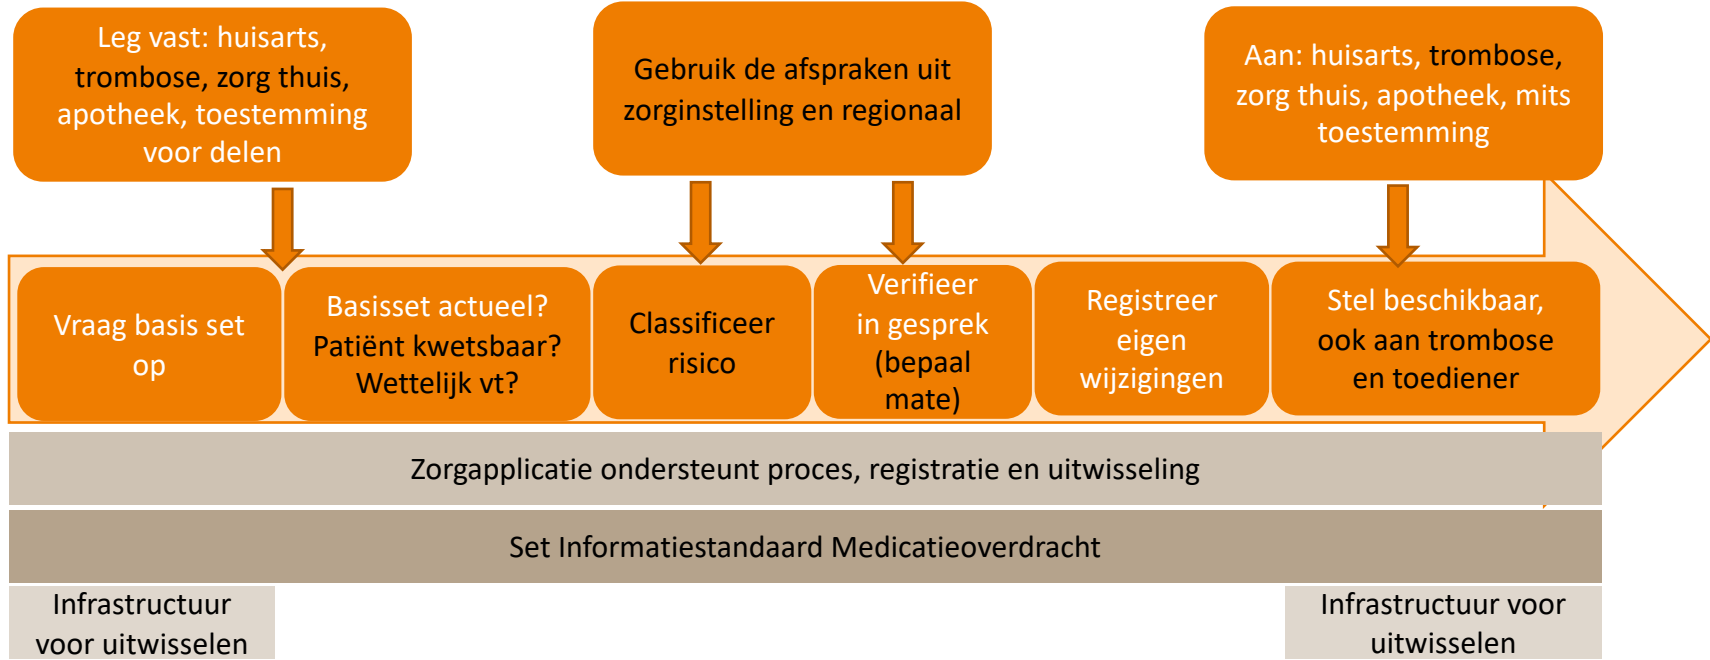 Leg vast: huisarts,
trombose, zorg thuis,
apotheek, toestemming
voor delen
Gebruik de afspraken uit
zorginstelling en regionaal
Aan: huisarts, trombose,
zorg thuis, apotheek, mits
toestemming
Vraag basis set
op
Basisset actueel?
Patiënt kwetsbaar?
Wettelijk vt?
Classificeer
risico
Verifieer
in gesprek
(bepaal
mate)
Registreer
eigen
wijzigingen
Stel beschikbaar,
ook aan trombose
en toediener
Zorgapplicatie ondersteunt proces, registratie en uitwisseling
Set Informatiestandaard Medicatieoverdracht
Infrastructuur
voor uitwisselen
Infrastructuur voor
uitwisselen